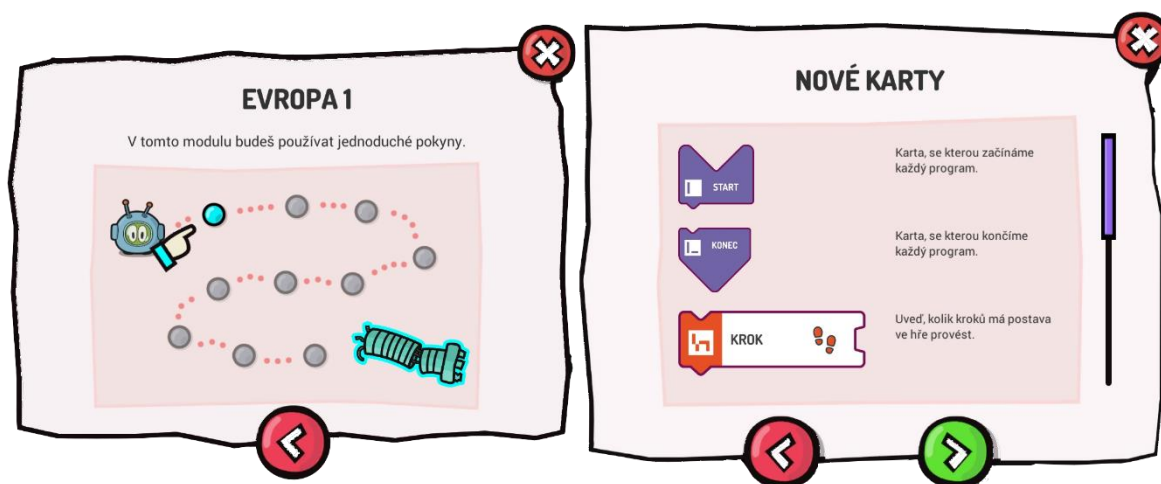 EVROPA 1
V tomto modulu budeš používat jednoduché pokyny.
NOVÉ KARTY
START
Karta, se kterou začínáme
každý program.
KONEC
Karta, se kterou končíme
každý program.
KROK
Uveď, kolik kroků má postava
ve hře provést.